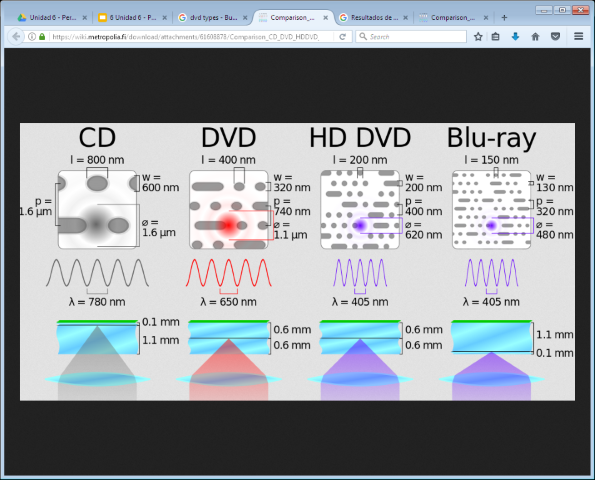 Unidad 6 - Per...
6 Unidad 6 - P...
dvd types - Bu...
Comparison_...
Resultados de ...
Comparison_...
https://wiki.metropolia.fi/download/attachments/61698878/Comparison_CD_DVD_HDDVD_
Search
CD
DVD
HD DVD
Blu-ray
l = 800 nm
l = 400 nm
l = 200 nm
l = 150 nm
w =
600 nm
p =
1.6 µm
⌀ =
1.6 µm
w =
320 nm
p =
740 nm
⌀ =
1.1 µm
w =
200 nm
p =
400 nm
⌀ =
620 nm
w =
130 nm
p =
320 nm
⌀ =
480 nm
λ = 780 nm
λ = 650 nm
λ = 405 nm
λ = 405 nm
0.1 mm
1.1 mm
0.6 mm
0.6 mm
0.6 mm
0.6 mm
1.1 mm
0.1 mm